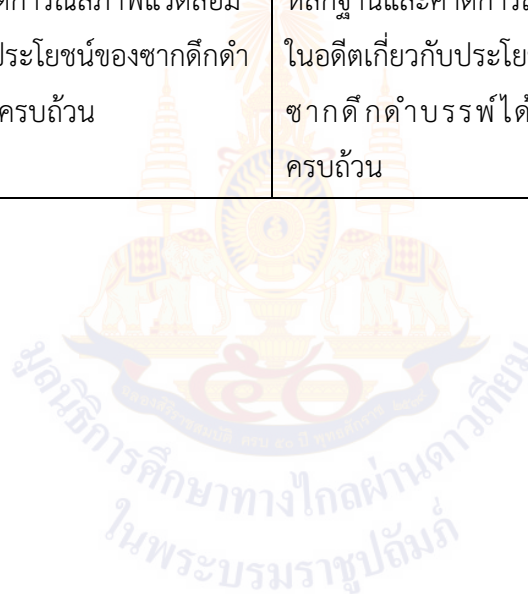 ดการณ์สภาพแวดล้อม
ประโยชน์ของซากดึกดำ
ครบถ้วน
หลักฐานและคาดการณ์
ในอดีตเกี่ยวกับประโยช
ซากดึกดำบรรพ์ได้
ครบถ้วน
๕๐
มูลนิธิการศึกษาทางไกลผ่านดาวเทียม
ในพระบรมราชูปถัมภ์